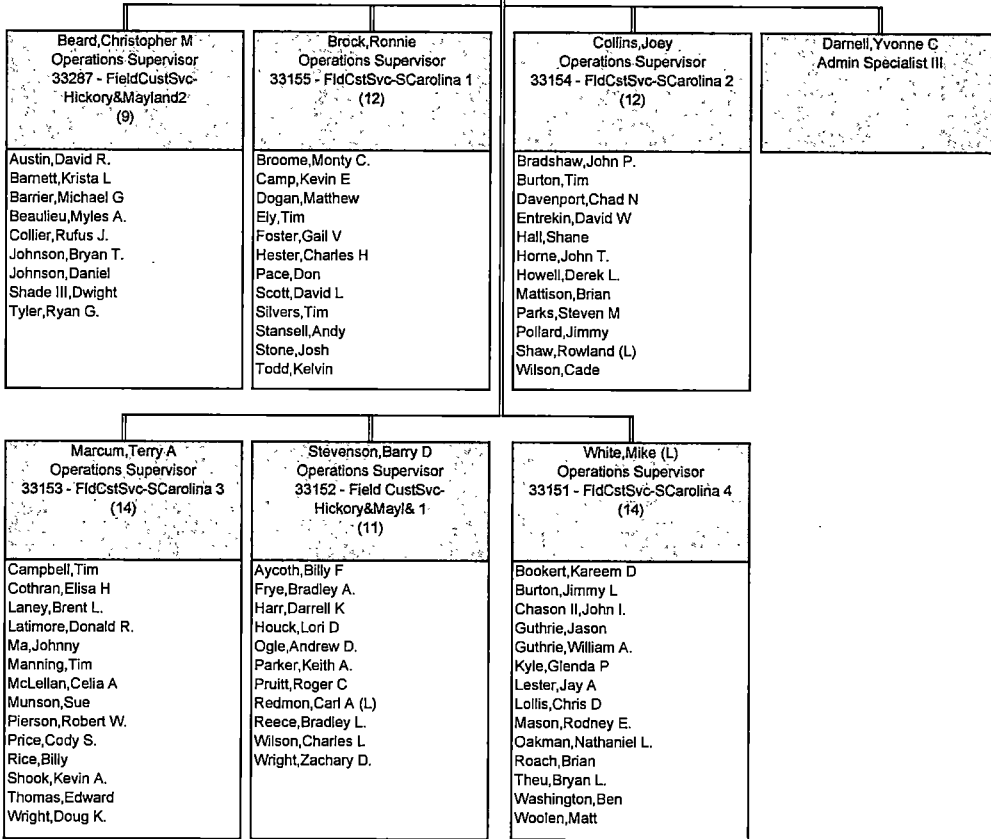 Beard,Christopher M
Operations Supervisor
33287 - FieldCustSvc-
Hickory&Mayland2
(9)
Austin,David R.
Barnett,Krista L
Barrier,Michael G
Beaulieu,Myles A.
Collier,Rufus J.
Johnson,Bryan T.
Johnson,Daniel
Shade III,Dwight
Tyler,Ryan G.
Brock,Ronnie
Operations Supervisor
33155 - FldCstSvc-SCarolina 1
(12)
Broome,Monty C.
Camp,Kevin E
Dogan,Matthew
Ely,Tim
Foster,Gail V
Hester,Charles H
Pace,Don
Scott,David L
Silvers,Tim
Stansell,Andy
Stone,Josh
Todd,Kelvin
Collins,Joey
Operations Supervisor
33154 - FldCstSvc-SCarolina 2
(12)
Bradshaw,John P.
Burton,Tim
Davenport,Chad N
Entrekin,David W
Hall,Shane
Horne,John T.
Howell,Derek L.
Mattison,Brian
Parks,Steven M
Pollard,Jimmy
Shaw,Rowland (L)
Wilson,Cade
Darnell,Yvonne C
Admin Specialist III
Marcum,Terry A
Operations Supervisor
33153 - FldCstSvc-SCarolina 3
(14)
Campbell,Tim
Cothran,Elisa H
Laney,Brent L.
Latimore,Donald R.
Ma,Johnny
Manning,Tim
McLellan,Celia A
Munson,Sue
Pierson,Robert W.
Price,Cody S.
Rice,Billy
Shook,Kevin A.
Thomas,Edward
Wright,Doug K.
Stevenson,Barry D
Operations Supervisor
33152 - Field CustSvc-
Hickory&Mayl& 1
(11)
Aycoth,Billy F
Frye,Bradley A.
Harr,Darrell K
Houck,Lori D
Ogle,Andrew D.
Parker,Keith A.
Pruitt,Roger C
Redmon,Carl A (L)
Reece,Bradley L.
Wilson,Charles L
Wright,Zachary D.
White,Mike (L)
Operations Supervisor
33151 - FldCstSvc-SCarolina 4
(14)
Bookert,Kareem D
Burton,Jimmy L
Chason II,John I.
Guthrie,Jason
Guthrie,William A.
Kyle,Glenda P
Lester,Jay A
Lollis,Chris D
Mason,Rodney E.
Oakman,Nathaniel L.
Roach,Brian
Theu,Bryan L.
Washington,Ben
Woolen,Matt